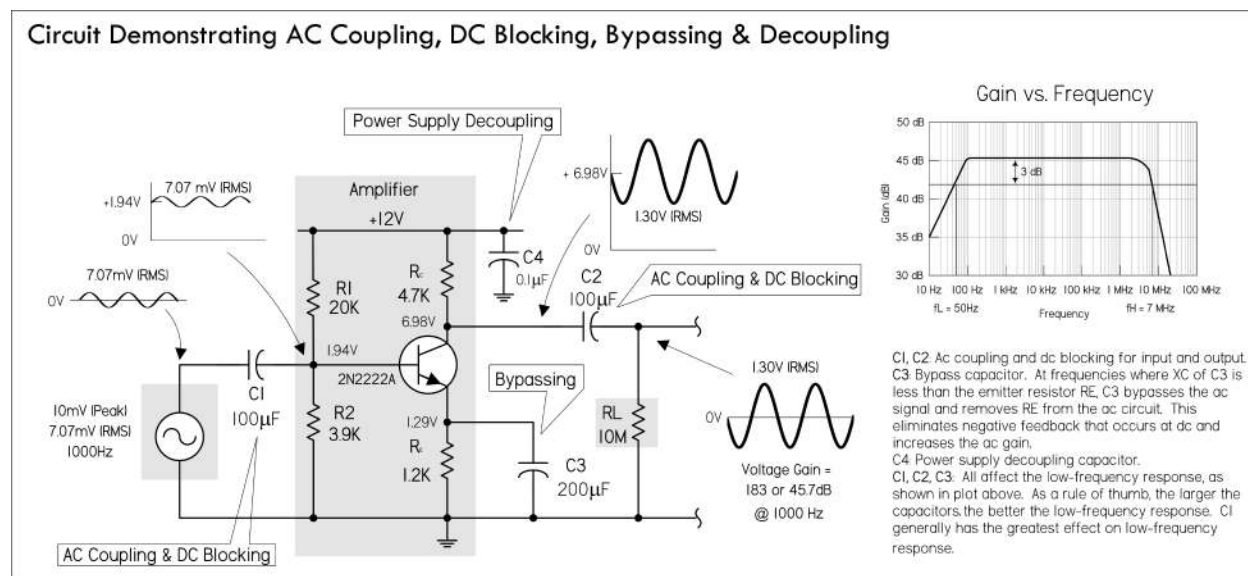 Circuit Demonstrating AC Coupling, DC Blocking, Bypassing & Decoupling
Power Supply Decoupling
7.07 mV (RMS)
+1.94V
0V
7.07mV (RMS)
0V
Amplifier
+12V
R1
20K
RC
4.7K
6.98V
1.94V
2N2222A
R2
3.9K
1.29V
RE
1.2K
C1
100µF
10mV (Peak)
7.07mV (RMS)
1000Hz
AC Coupling & DC Blocking
C4
0.1µF
+ 6.98V
1.30V (RMS)
0V
C2
100µF
AC Coupling & DC Blocking
Bypassing
C3
200µF
RL
10M
1.30V (RMS)
0V
Voltage Gain =
183 or 45.7dB
@ 1000 Hz
Gain vs. Frequency
50 dB
45 dB
40 dB
35 dB
30 dB
Gain (dB)
3 dB
10 Hz 100 Hz 1 kHz 10 kHz 100 kHz 1 MHz 10 MHz 100 MHz
fL = 50Hz
Frequency
fH = 7 MHz
C1, C2: Ac coupling and dc blocking for input and output.
C3: Bypass capacitor. At frequencies where XC of C3 is
less than the emitter resistor RE, C3 bypasses the ac
signal and removes RE from the ac circuit. This
eliminates negative feedback that occurs at dc and
increases the ac gain.
C4: Power supply decoupling capacitor.
C1, C2, C3: All affect the low-frequency response, as
shown in plot above. As a rule of thumb, the larger the
capacitors, the better the low-frequency response. C1
generally has the greatest effect on low-frequency
response.